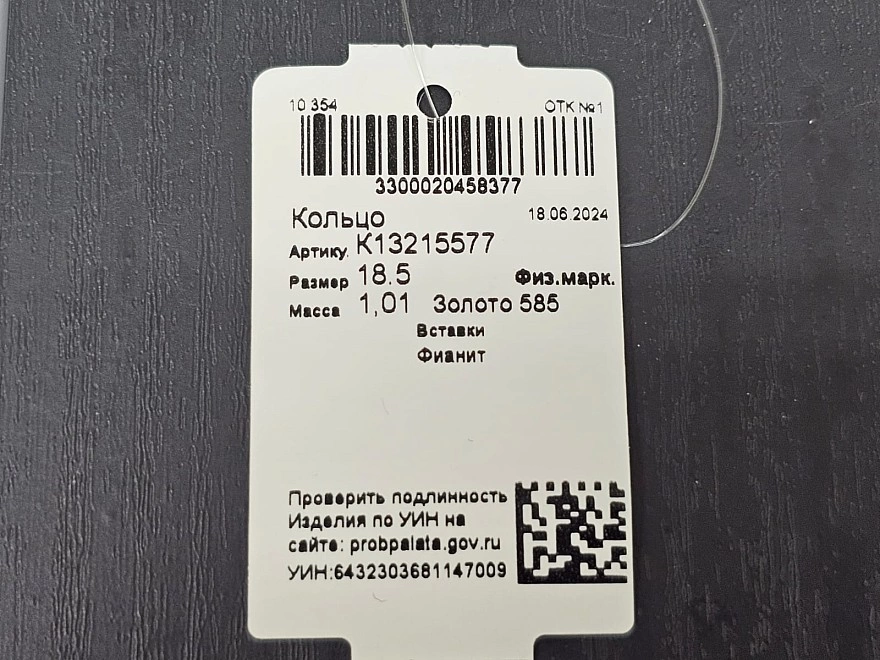 10 354 ОТК №1
3300020458377
Кольцо 18.06.2024
Артику. К13215577
Размер 18.5 Физ.марк.
Масса 1,01 Золото 585
Вставки
Фианит
Проверить подлинность
Изделия по УИН на
сайте: probpalata.gov.ru
УИН:6432303681147009